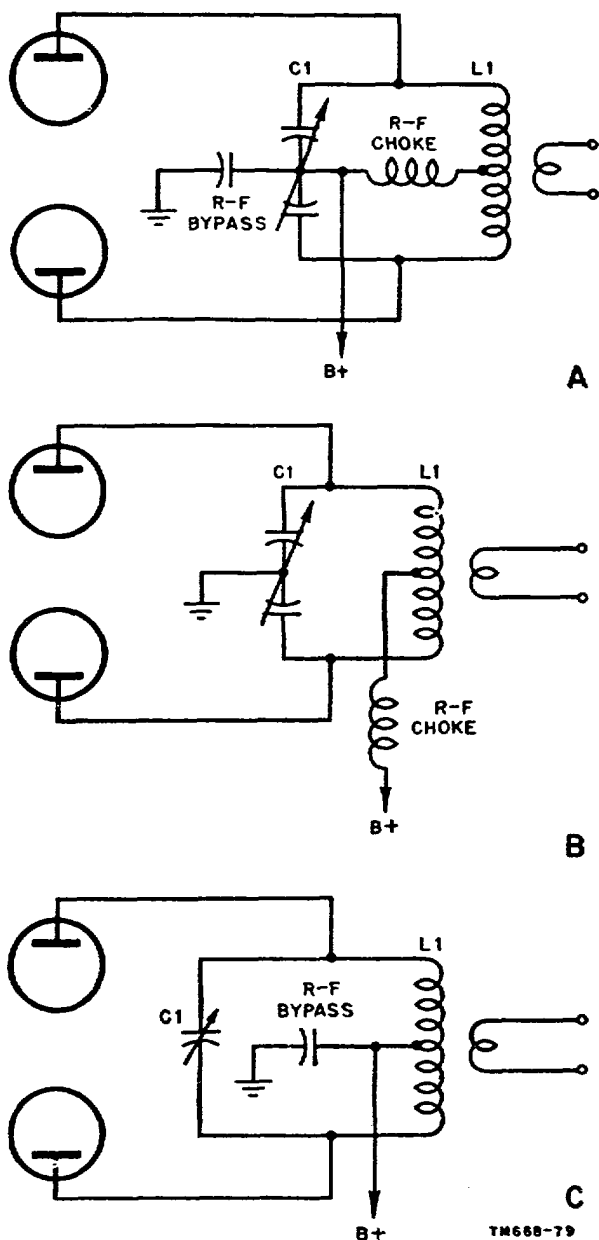 C1
L1
R-F
CHOKE
R-F
BYPASS
B+
A
C1
L1
R-F
CHOKE
B+
B
L1
R-F
BYPASS
C1
C
B+
TM668-79